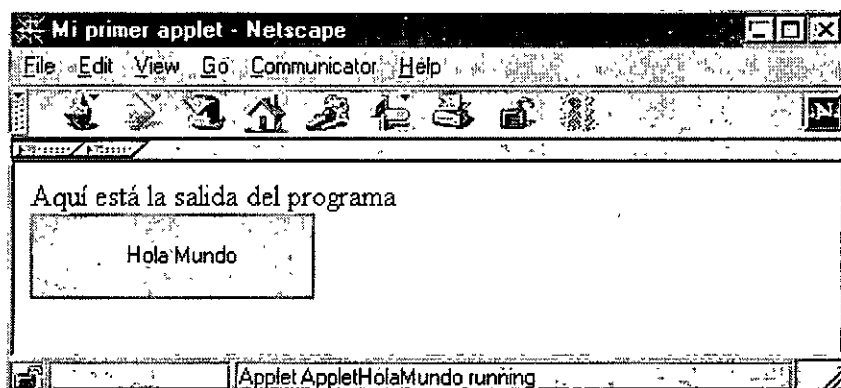 Mi primer applet - Netscape
File Edit View Go Communicator Help
N
Aquí está la salida del programa
Hola Mundo
Applet AppletHolaMundo running